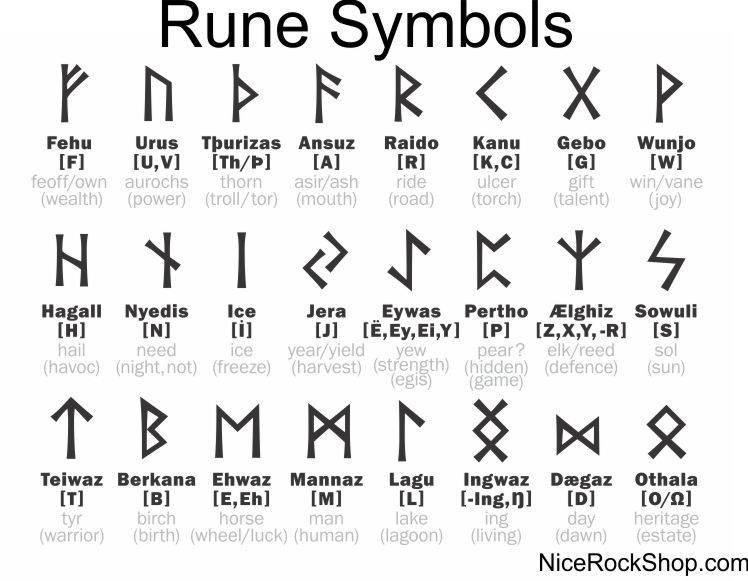 Rune Symbols
ᚠ ᚢ ᚦ ᚨ ᚱ ᚲ ᚷ ᚹ
Fehu Urus Tþurizas Ansuz Raido Kanu Gebo Wunjo
[F] [U,V] [Th/Þ] [A] [R] [K,C] [G] [W]
feoff/own aurochs thorn asir/ash ride ulcer gift win/vane
(wealth) (power) (troll/tor) (mouth) (road) (torch) (talent) (joy)
ᚺ ᚾ ᛁ ᛃ ᛇ ᛈ ᛉ ᛊ
Hagall Nyedis Ice Jera Eywas Pertho Ælghiz Sowuli
[H] [N] [İ] [J] [Ë,Ey,Ei,Y] [P] [Z,X,Y,-R] [S]
hail need ice year/yield yew pear? elk/reed sol
(havoc) (night,not) (freeze) (harvest) (strength) (hidden) (defence) (sun)
(egis) (game)
ᛏ ᛒ ᛖ ᛗ ᛚ ᛝ ᛞ ᛟ
Teiwaz Berkana Ehwaz Mannaz Lagu Ingwaz Dægaz Othala
[T] [B] [E,Eh] [M] [L] [-Ing,Ŋ] [D] [O/Ω]
tyr birch horse man lake ing day heritage
(warrior) (birth) (wheel/luck) (human) (lagoon) (living) (dawn) (estate)
NiceRockShop.com